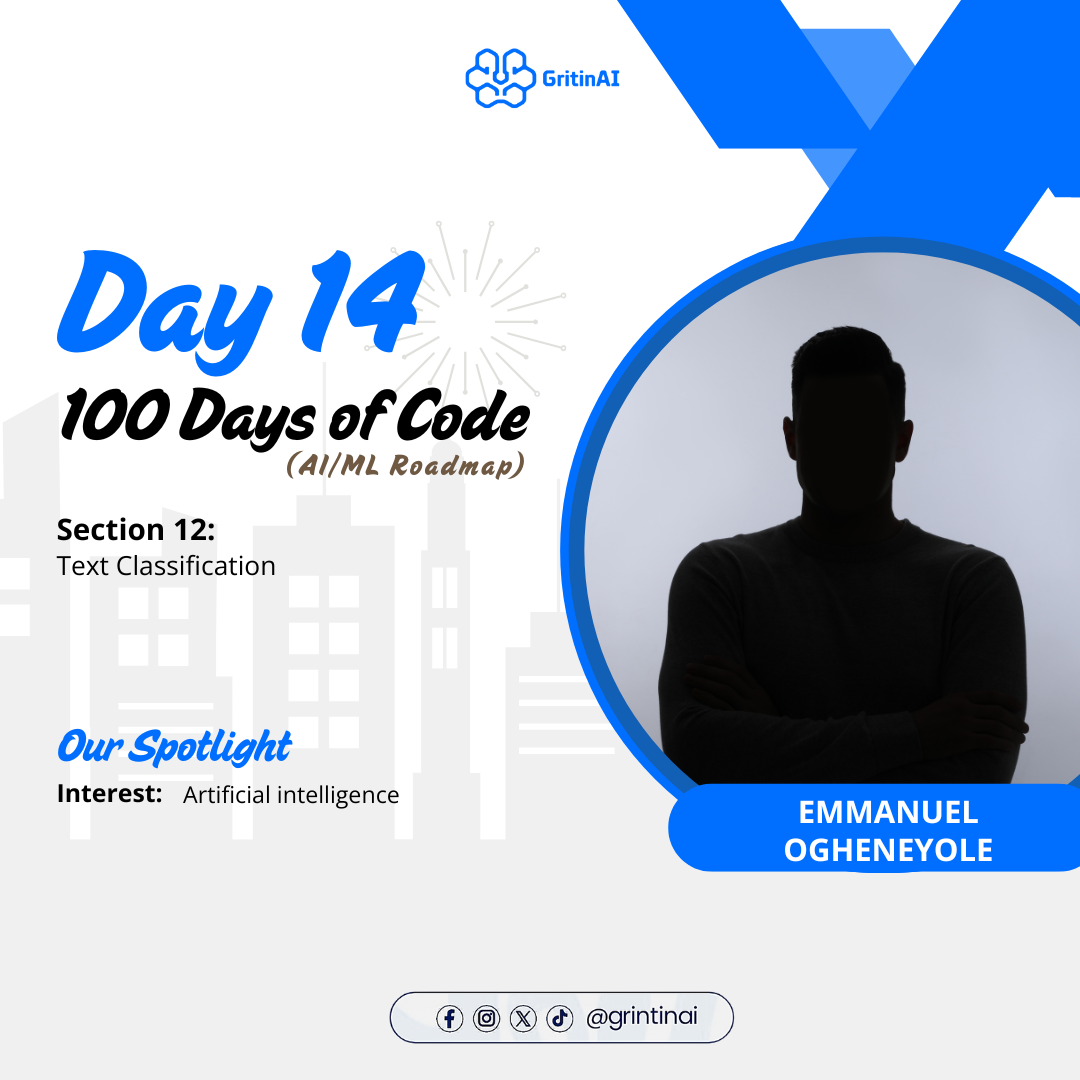 GritinAI
Day 14
100 Days of Code
(AI/ML Roadmap)
Section 12:
Text Classification
Our Spotlight
Interest: Artificial intelligence
EMMANUEL
OGHENEYOLE
@grintinai